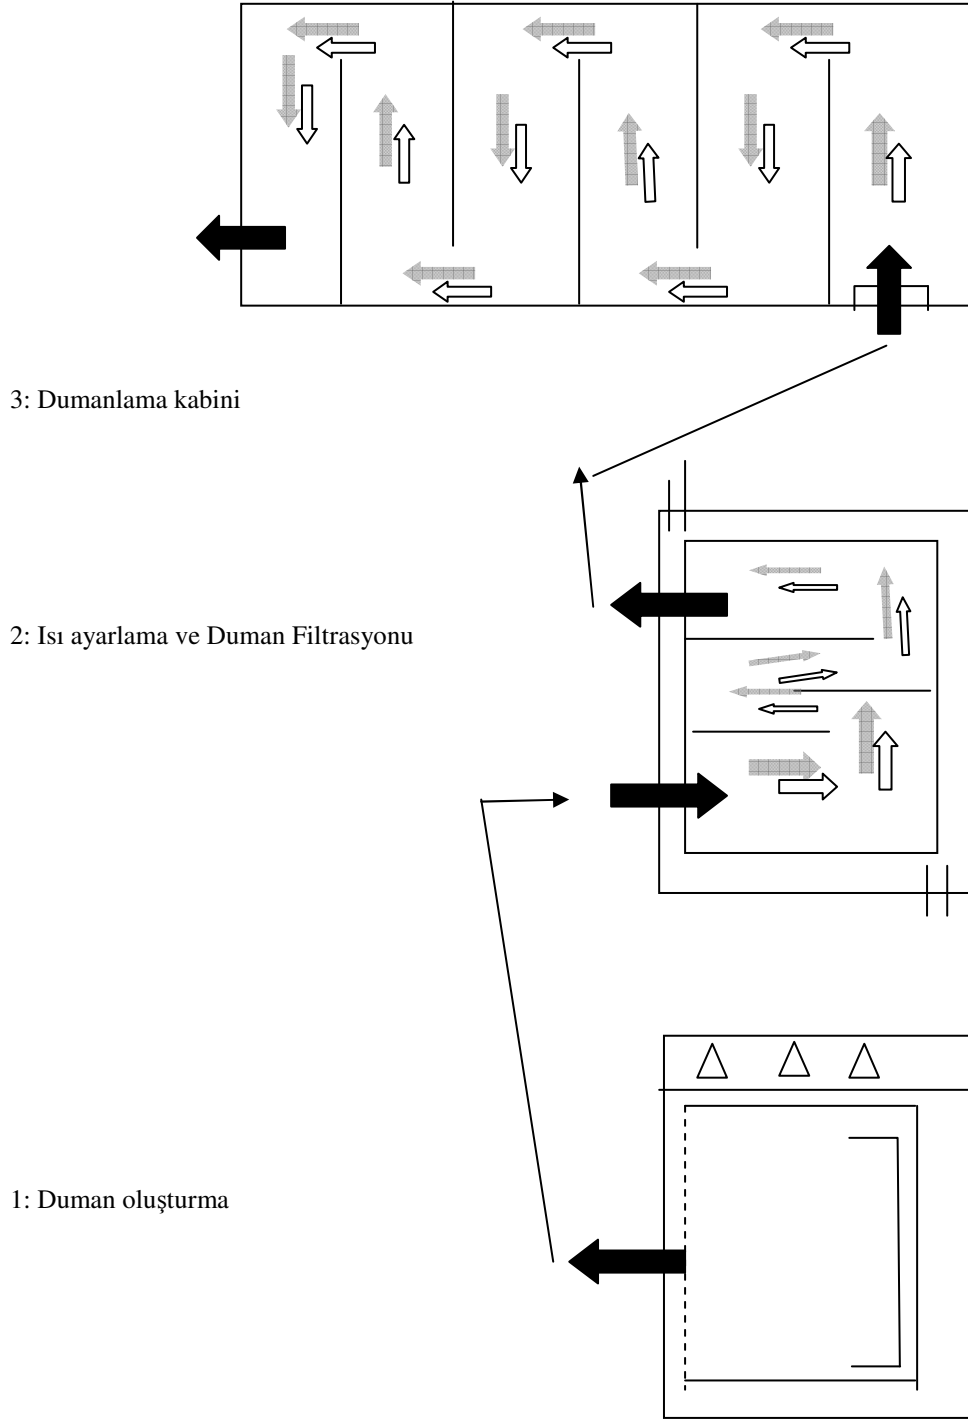 3: Dumanlama kabini
2: Isı ayarlama ve Duman Filtrasyonu
1: Duman oluşturma